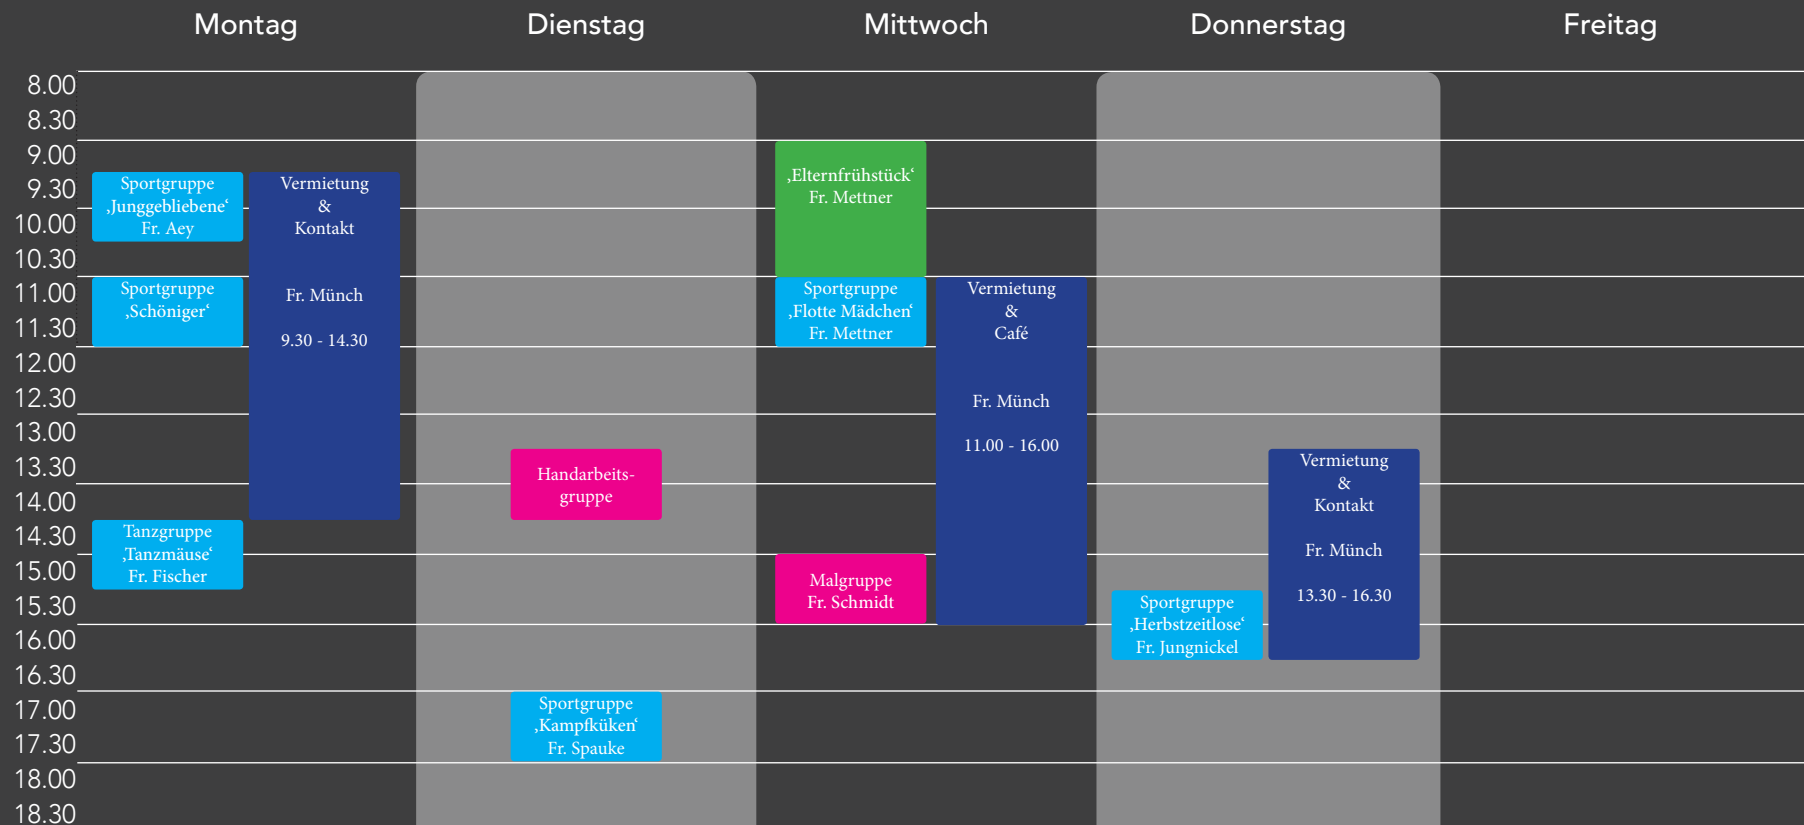 Montag
Dienstag
Mittwoch
Donnerstag
Freitag
8.00
8.30
9.00
9.30
10.00
10.30
11.00
11.30
12.00
12.30
13.00
13.30
14.00
14.30
15.00
15.30
16.00
16.30
17.00
17.30
18.00
18.30
Sportgruppe
‚Junggebliebene‘
Fr. Aey
Sportgruppe
‚Schöniger‘
Tanzgruppe
‚Tanzmäuse‘
Fr. Fischer
Vermietung
&
Kontakt
Fr. Münch
9.30 - 14.30
Handarbeits-
gruppe
Sportgruppe
‚Kampfküken‘
Fr. Spauke
‚Elternfrühstück‘
Fr. Mettner
Sportgruppe
‚Flotte Mädchen‘
Fr. Mettner
Malgruppe
Fr. Schmidt
Vermietung
&
Café
Fr. Münch
11.00 - 16.00
Sportgruppe
‚Herbstzeitlose‘
Fr. Jungnickel
Vermietung
&
Kontakt
Fr. Münch
13.30 - 16.30